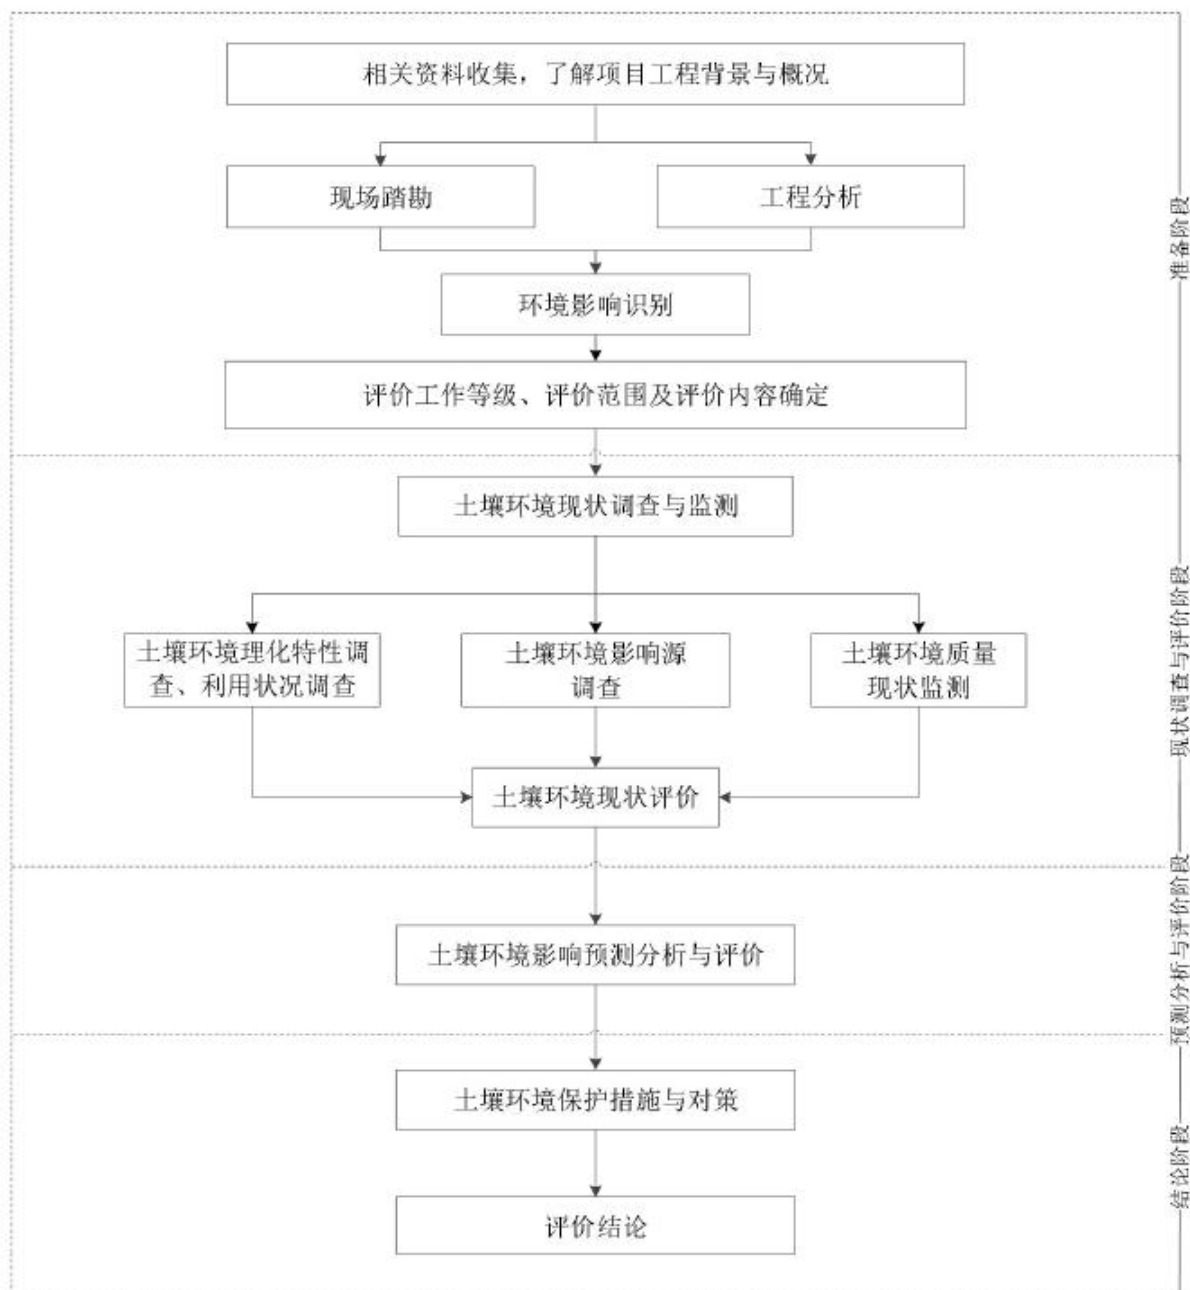 相关资料收集，了解项目工程背景与概况
现场踏勘
工程分析
环境影响识别
评价工作等级、评价范围及评价内容确定
准备阶段
土壤环境现状调查与监测
土壤环境理化特性调
查、利用状况调查
土壤环境影响源
调查
土壤环境质量
现状监测
土壤环境现状评价
现状调查与评价阶段
土壤环境影响预测分析与评价
预测分析与评价阶段
土壤环境保护措施与对策
评价结论
结论阶段